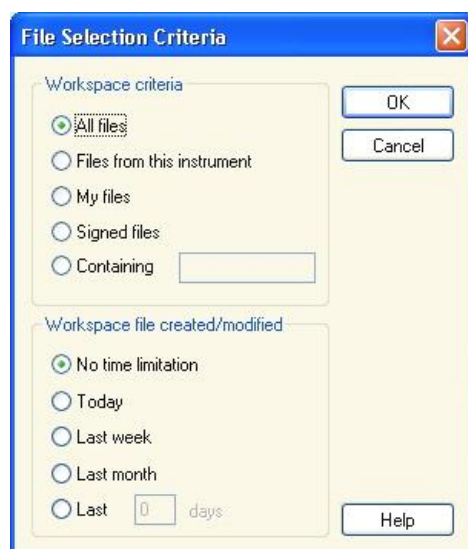 File Selection Criteria
Workspace criteria
OK
All files
Cancel
Files from this instrument
My files
Signed files
Containing
Workspace file created/modified
No time limitation
Today
Last week
Last month
Last 0 days
Help